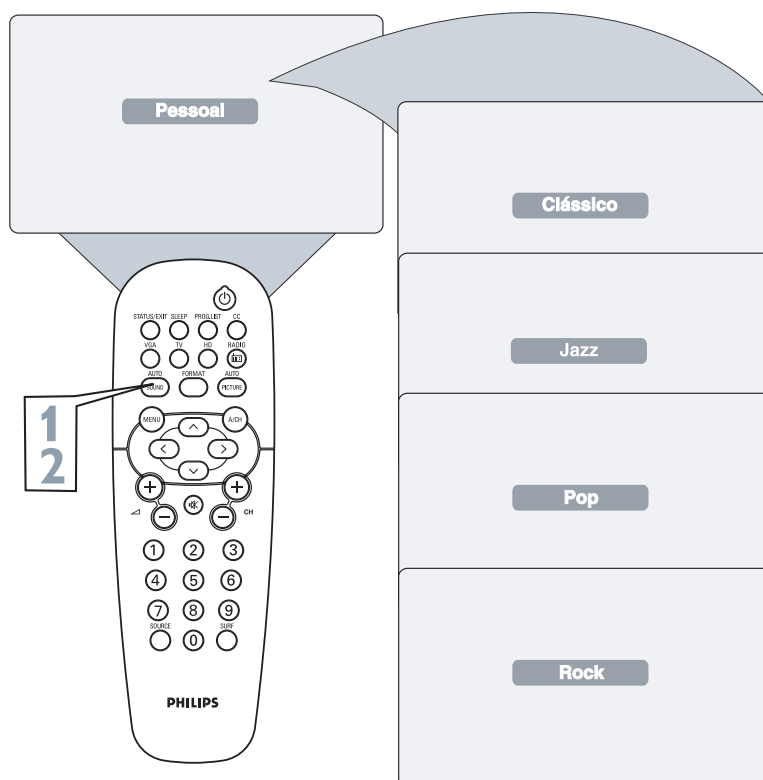 Pessoal
Clássico
Jazz
Pop
Rock
STATUS/EXIT SLEEP PROG.LIST CC
VGA TV HD RADIO
AUTO FORMAT AUTO
SOUND PICTURE
1
2
MENU A/CH
+ +
− − CH
1 2 3
4 5 6
7 8 9
SOURCE 0 SURF
PHILIPS